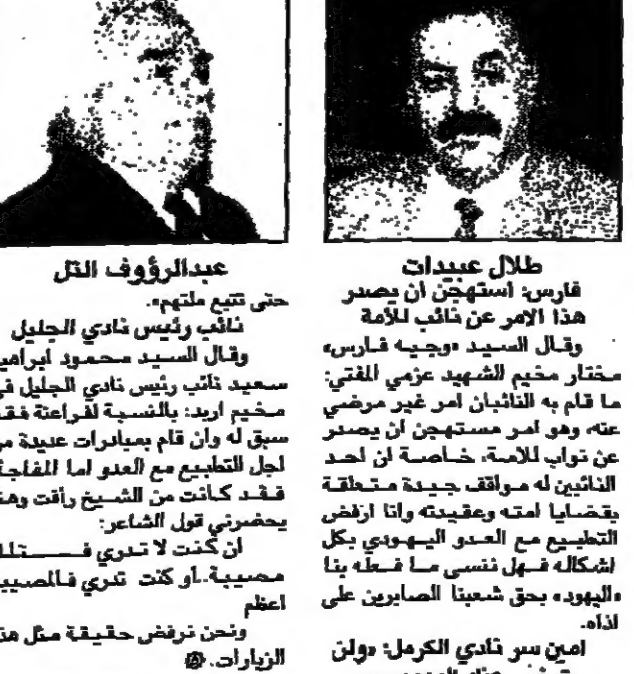 طلال عبيدات
فارس: استهجن ان يصدر
هذا الامر عن نائب للأمة
وقال السيد «وجيه فارس»
مختار مخيم الشهيد عزمي المفتي:
ما قام به النائبان امر غير مرضي
عنه، وهو امر مستهجن ان يصدر
عن نواب للامة، خاصة ان احد
النائبين له مواقف جيدة متعلقة
بقضايا امته وعقيدته وانا ارفض
التطبيع مع العدو اليهودي بكل
اشكاله فهل ننسى ما فعله بنا
«اليهود» بحق شعبنا الصابرين على
اذاه.
امين سر نادي الكرمل: «ولن
عبدالرؤوف التل
حتى تتبع ملتهم».
نائب رئيس نادي الجليل
وقال السيد محمود ابراهيم
سعيد نائب رئيس نادي الجليل في
مخيم اربد: بالنسبة لفراعنة فقد
سبق له وان قام بمبادرات عديدة من
اجل التطبيع مع العدو اما المفاجأة
فقد كانت من الشيخ رأفت وهنا
يحضرني قول الشاعر:
ان كنت لا تدري فتلك
مصيبة..او كنت تدري فالمصيبة
اعظم
ونحن نرفض حقيقة مثل هذه
الزيارات.